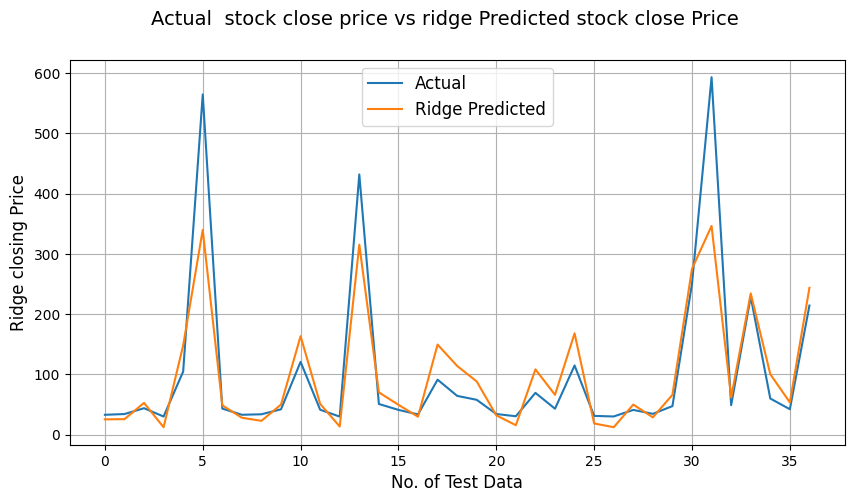 Actual  stock close price vs ridge Predicted stock close Price
Actual
Ridge Predicted
Ridge closing Price
600
500
400
300
200
100
0
0 5 10 15 20 25 30 35
No. of Test Data